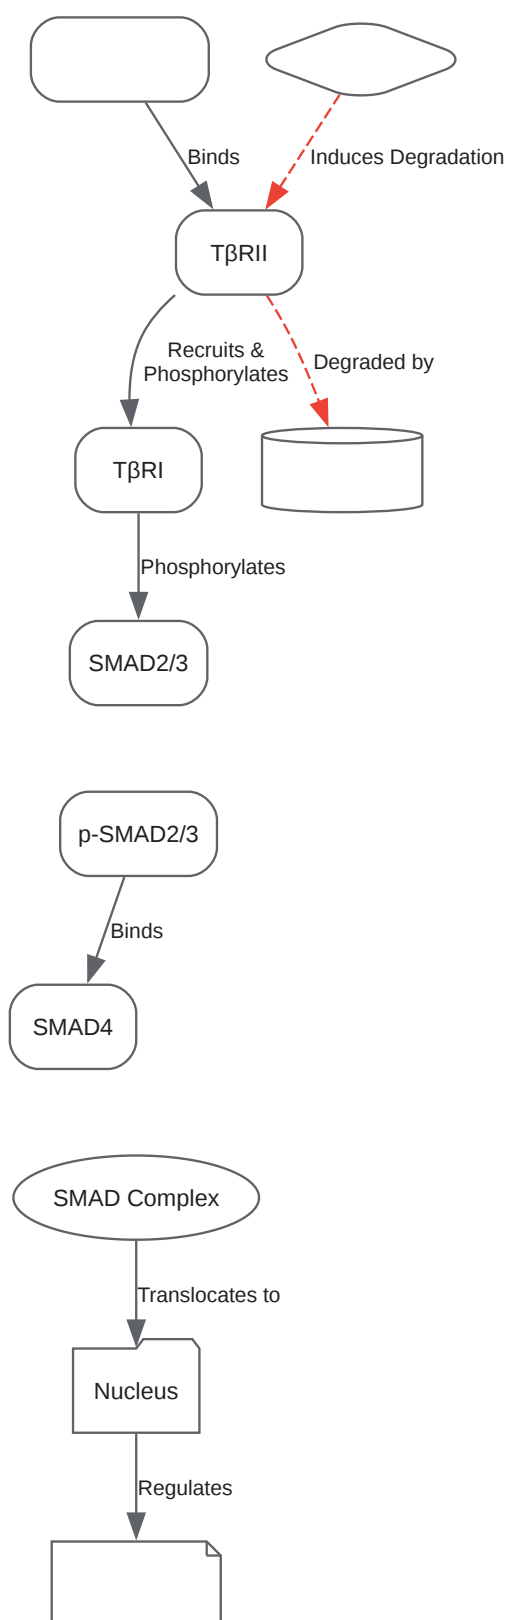 Binds
Induces Degradation
TβRII
Recruits &
Phosphorylates
Degraded by
TβRI
Phosphorylates
SMAD2/3
p-SMAD2/3
Binds
SMAD4
SMAD Complex
Translocates to
Nucleus
Regulates